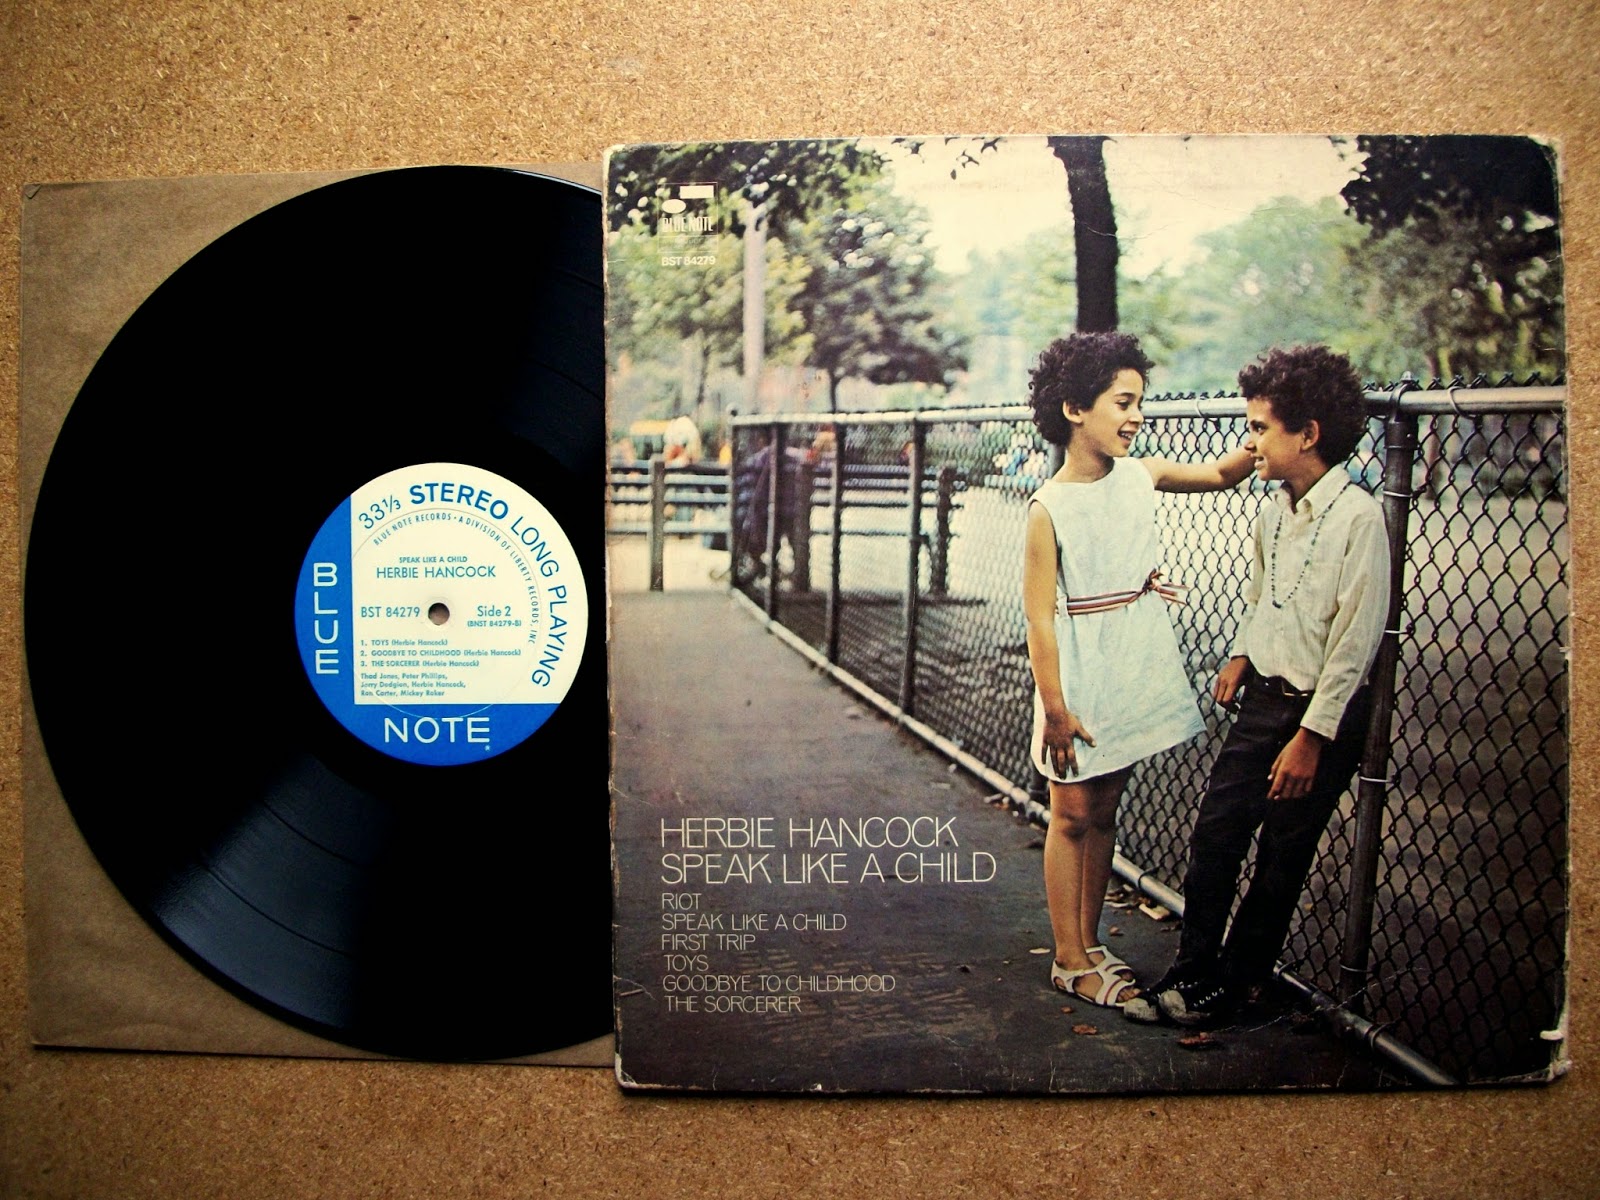 33⅓ STEREO LONG PLAYING
BLUE NOTE RECORDS • A DIVISION OF LIBERTY RECORDS, INC.
SPEAK LIKE A CHILD
HERBIE HANCOCK
BST 84279
Side 2
(BNST 84279-B)
1. TOYS (Herbie Hancock)
2. GOODBYE TO CHILDHOOD (Herbie Hancock)
3. THE SORCERER (Herbie Hancock)
Thad Jones, Peter Phillips,
Jerry Dodgion, Herbie Hancock,
Ron Carter, Mickey Roker
BLUE
NOTE
BLUE NOTE
BST 84279
HERBIE HANCOCK
SPEAK LIKE A CHILD
RIOT
SPEAK LIKE A CHILD
FIRST TRIP
TOYS
GOODBYE TO CHILDHOOD
THE SORCERER